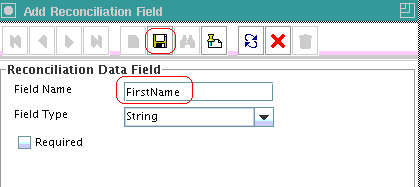 Add Reconciliation Field
Reconciliation Data Field
Field Name FirstName
Field Type String
Required